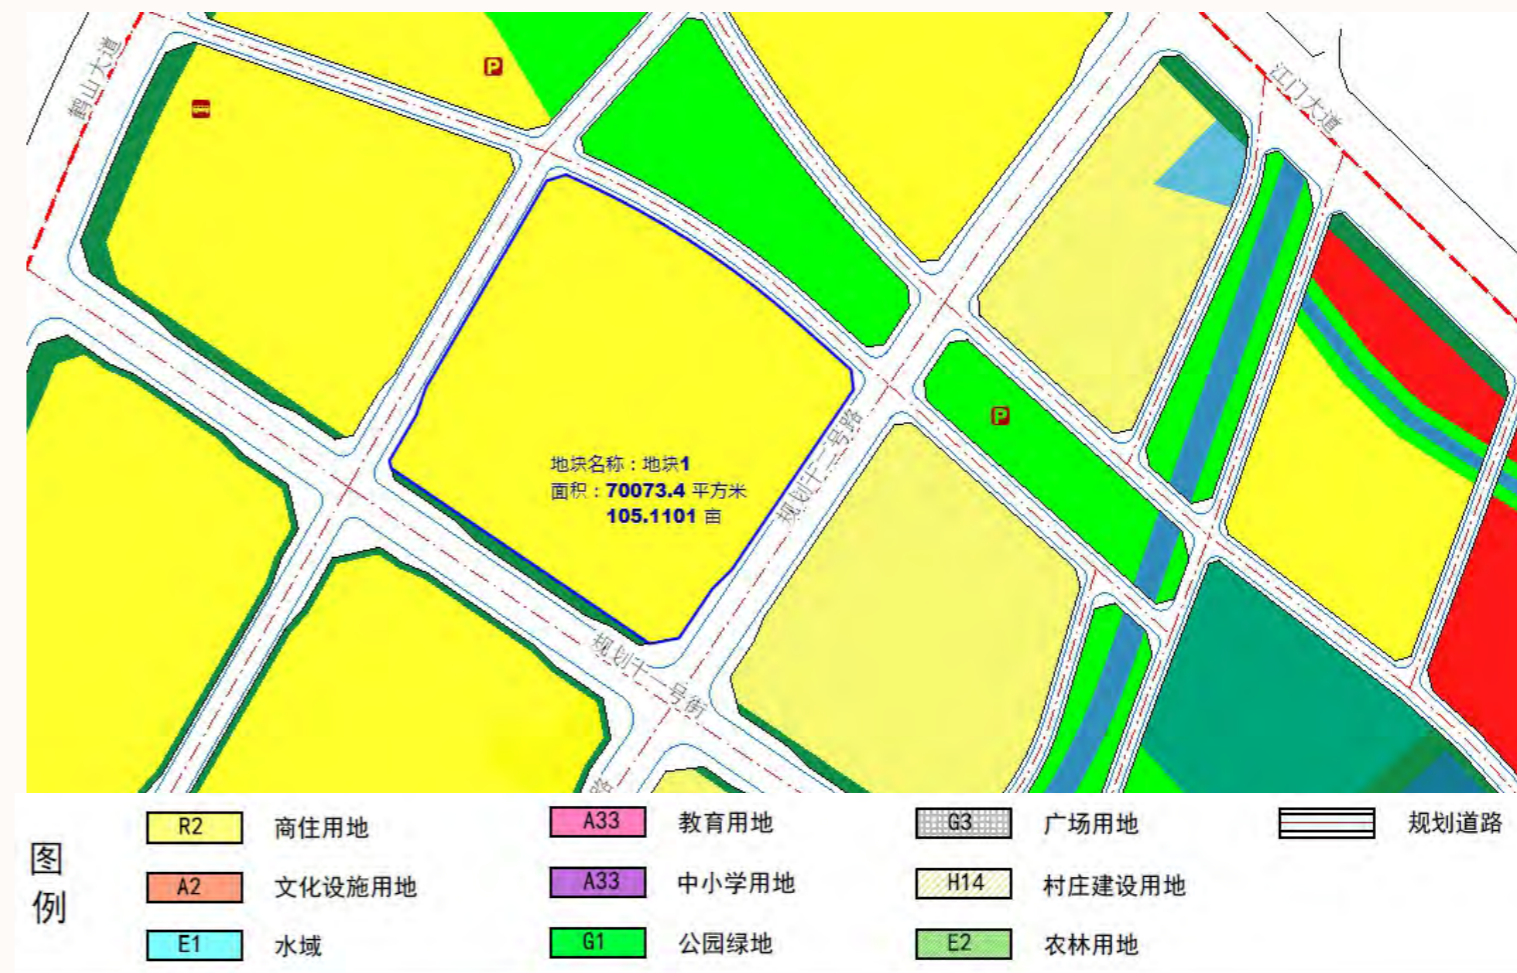 鹤山大道
P
江门大道
P
规划十二号路
地块名称：地块1
面积：70073.4 平方米
105.1101 亩
规划十一号街
路
图例
R2 商住用地
A33 教育用地
G3 广场用地
规划道路
A2 文化设施用地
A33 中小学用地
H14 村庄建设用地
E1 水域
G1 公园绿地
E2 农林用地